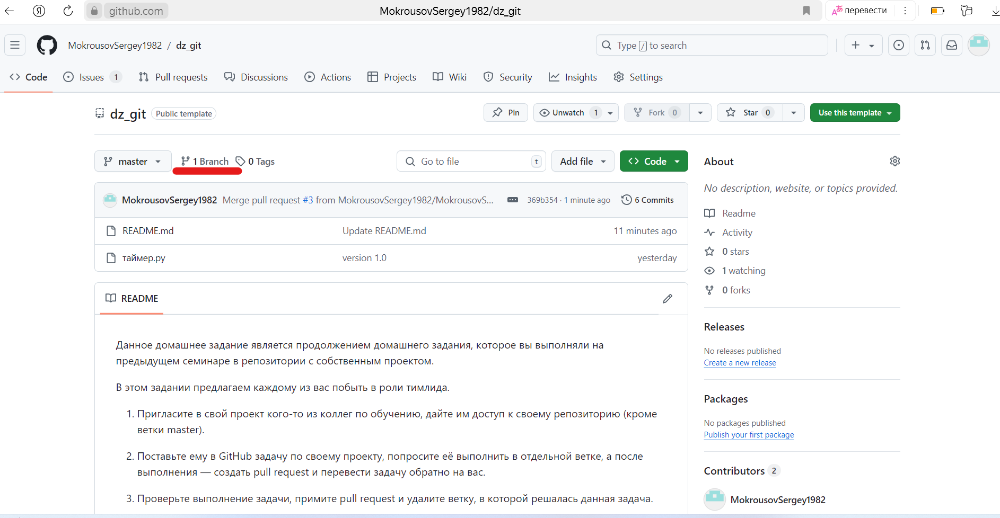 github.com
MokrousovSergey1982/dz_git
перевести
MokrousovSergey1982 / dz_git
Type / to search
Code
Issues 1
Pull requests
Discussions
Actions
Projects
Wiki
Security
Insights
Settings
dz_git Public template
Pin
Unwatch 1
Fork 0
Star 0
Use this template
master
1 Branch
0 Tags
Go to file
t
Add file
Code
MokrousovSergey1982 Merge pull request #3 from MokrousovSergey1982/MokrousovS...
369b354 · 1 minute ago
6 Commits
README.md Update README.md 11 minutes ago
таймер.py version 1.0 yesterday
README
Данное домашнее задание является продолжением домашнего задания, которое вы выполняли на
предыдущем семинаре в репозитории с собственным проектом.
В этом задании предлагаем каждому из вас побыть в роли тимлида.
1. Пригласите в свой проект кого-то из коллег по обучению, дайте им доступ к своему репозиторию (кроме
ветки master).
2. Поставьте ему в GitHub задачу по своему проекту, попросите её выполнить в отдельной ветке, а после
выполнения — создать pull request и перевести задачу обратно на вас.
3. Проверьте выполнение задачи, примите pull request и удалите ветку, в которой решалась данная задача.
About
No description, website, or topics provided.
Readme
Activity
0 stars
1 watching
0 forks
Releases
No releases published
Create a new release
Packages
No packages published
Publish your first package
Contributors 2
MokrousovSergey1982